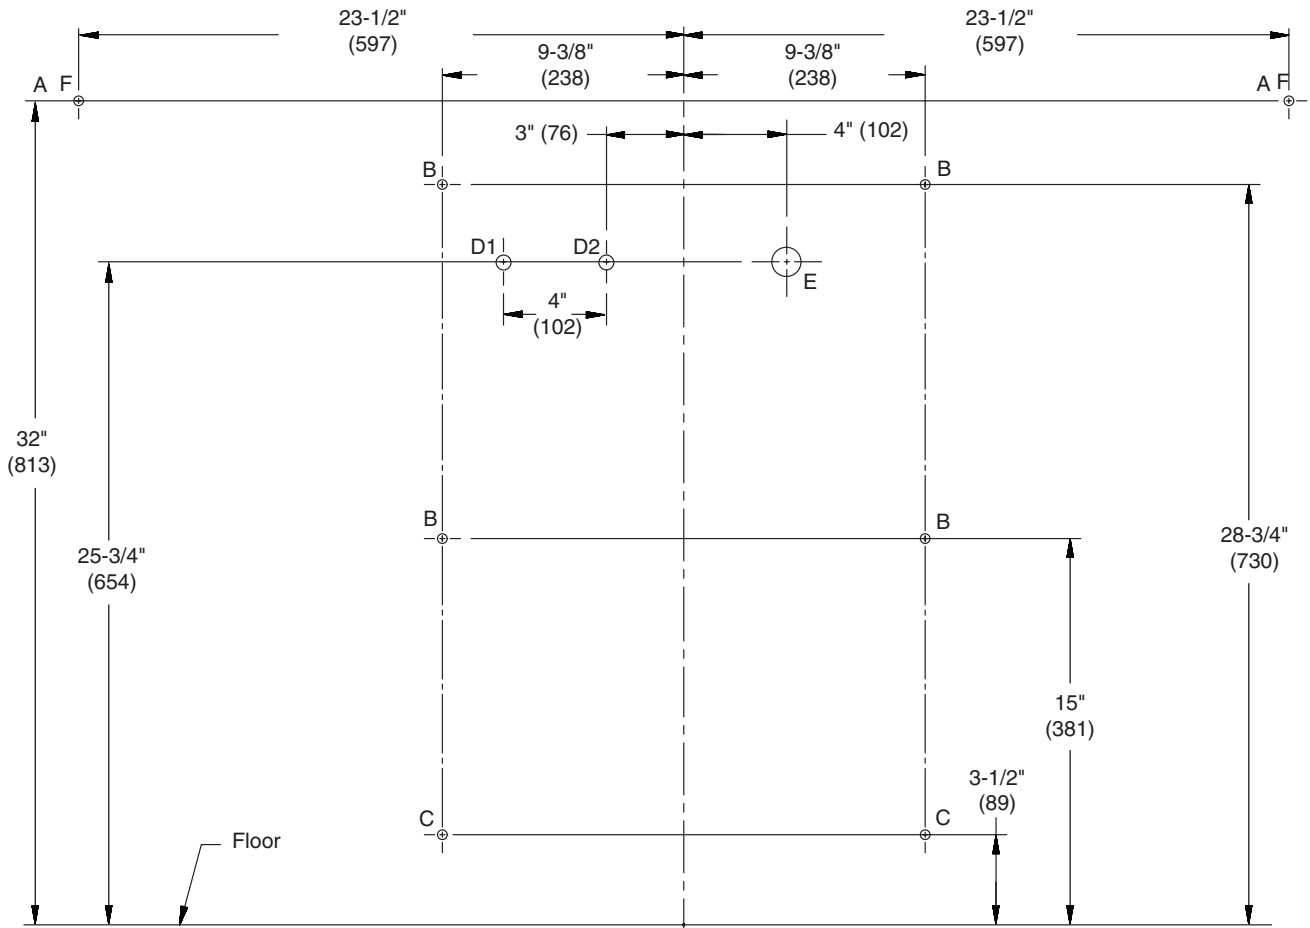 23-1/2"
(597)
23-1/2"
(597)
9-3/8"
(238)
9-3/8"
(238)
A F
A F
3" (76)
4" (102)
B
B
D1
D2
E
4"
(102)
32"
(813)
B
B
25-3/4"
(654)
28-3/4"
(730)
15"
(381)
3-1/2"
(89)
C
C
Floor